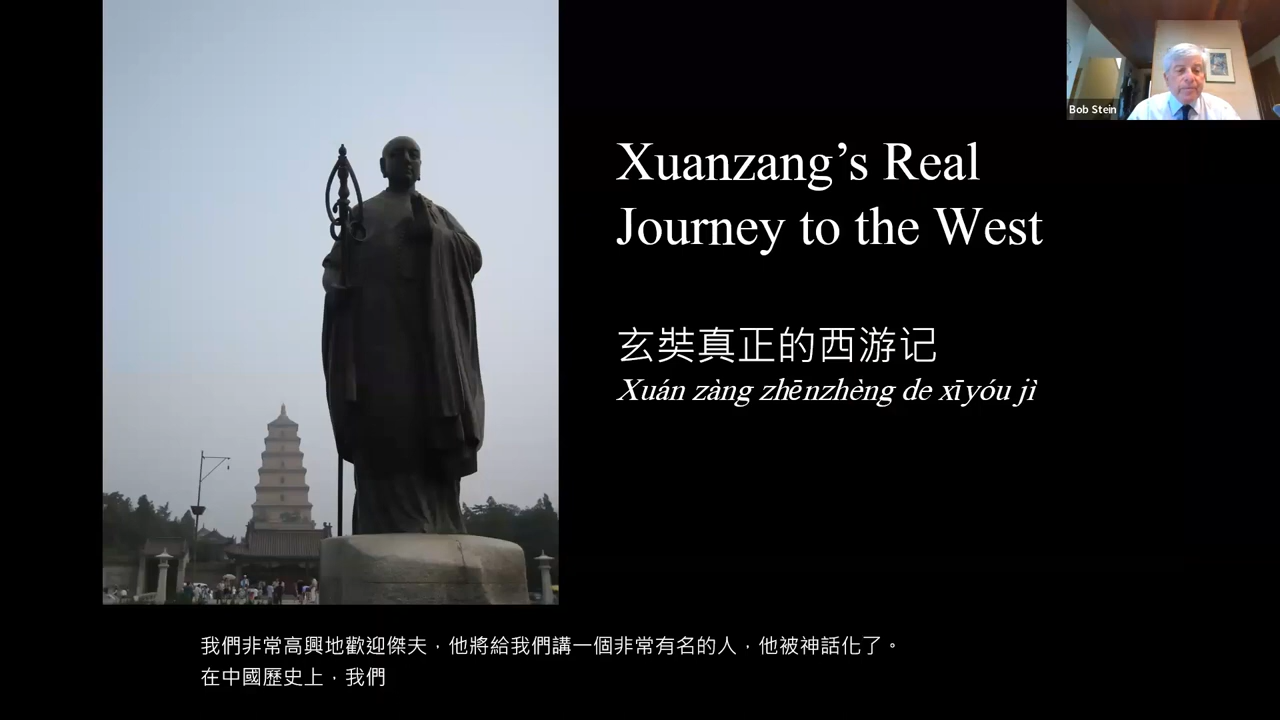 Bob Stein
Xuanzang’s Real
Journey to the West
玄奘真正的西游记
Xuán zàng zhēnzhèng de xīyóu jì
我們非常高興地歡迎傑夫，他將給我們講一個非常有名的人，他被神話化了。
在中國歷史上，我們